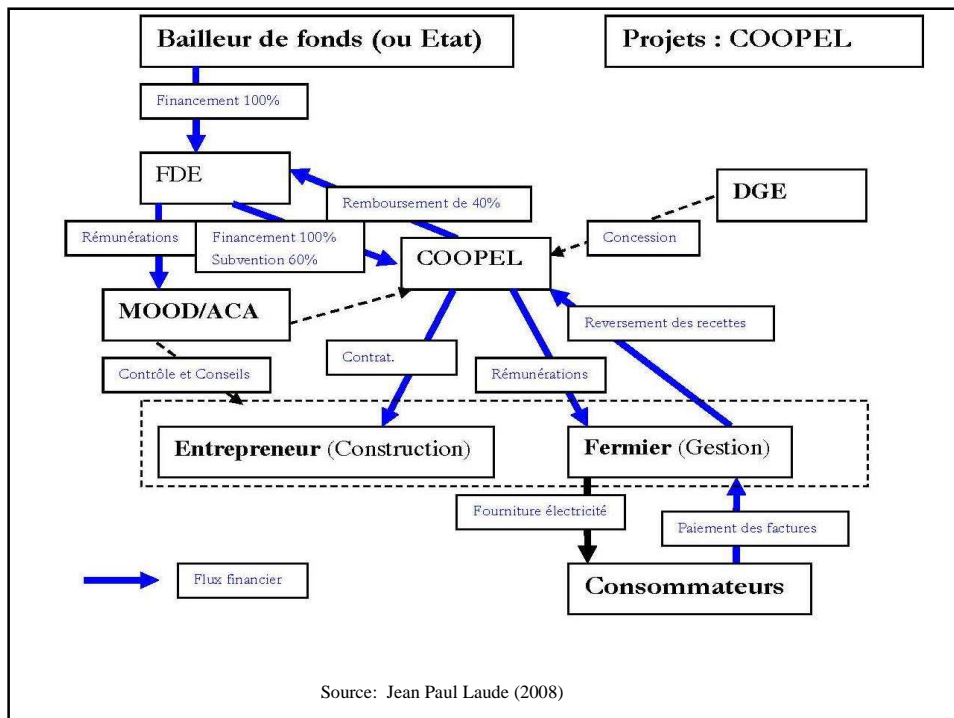 Bailleur de fonds (ou Etat)
Projets : COOPEL
Financement 100%
FDE
Remboursement de 40%
DGE
Rémunérations
Financement 100%
Subvention 60%
Concession
COOPEL
MOOD/ACA
Reversement des recettes
Contrat.
Contrôle et Conseils
Rémunérations
Entrepreneur (Construction)
Fermier (Gestion)
Fourniture électricité
Paiement des factures
Flux financier
Consommateurs
Source: Jean Paul Laude (2008)